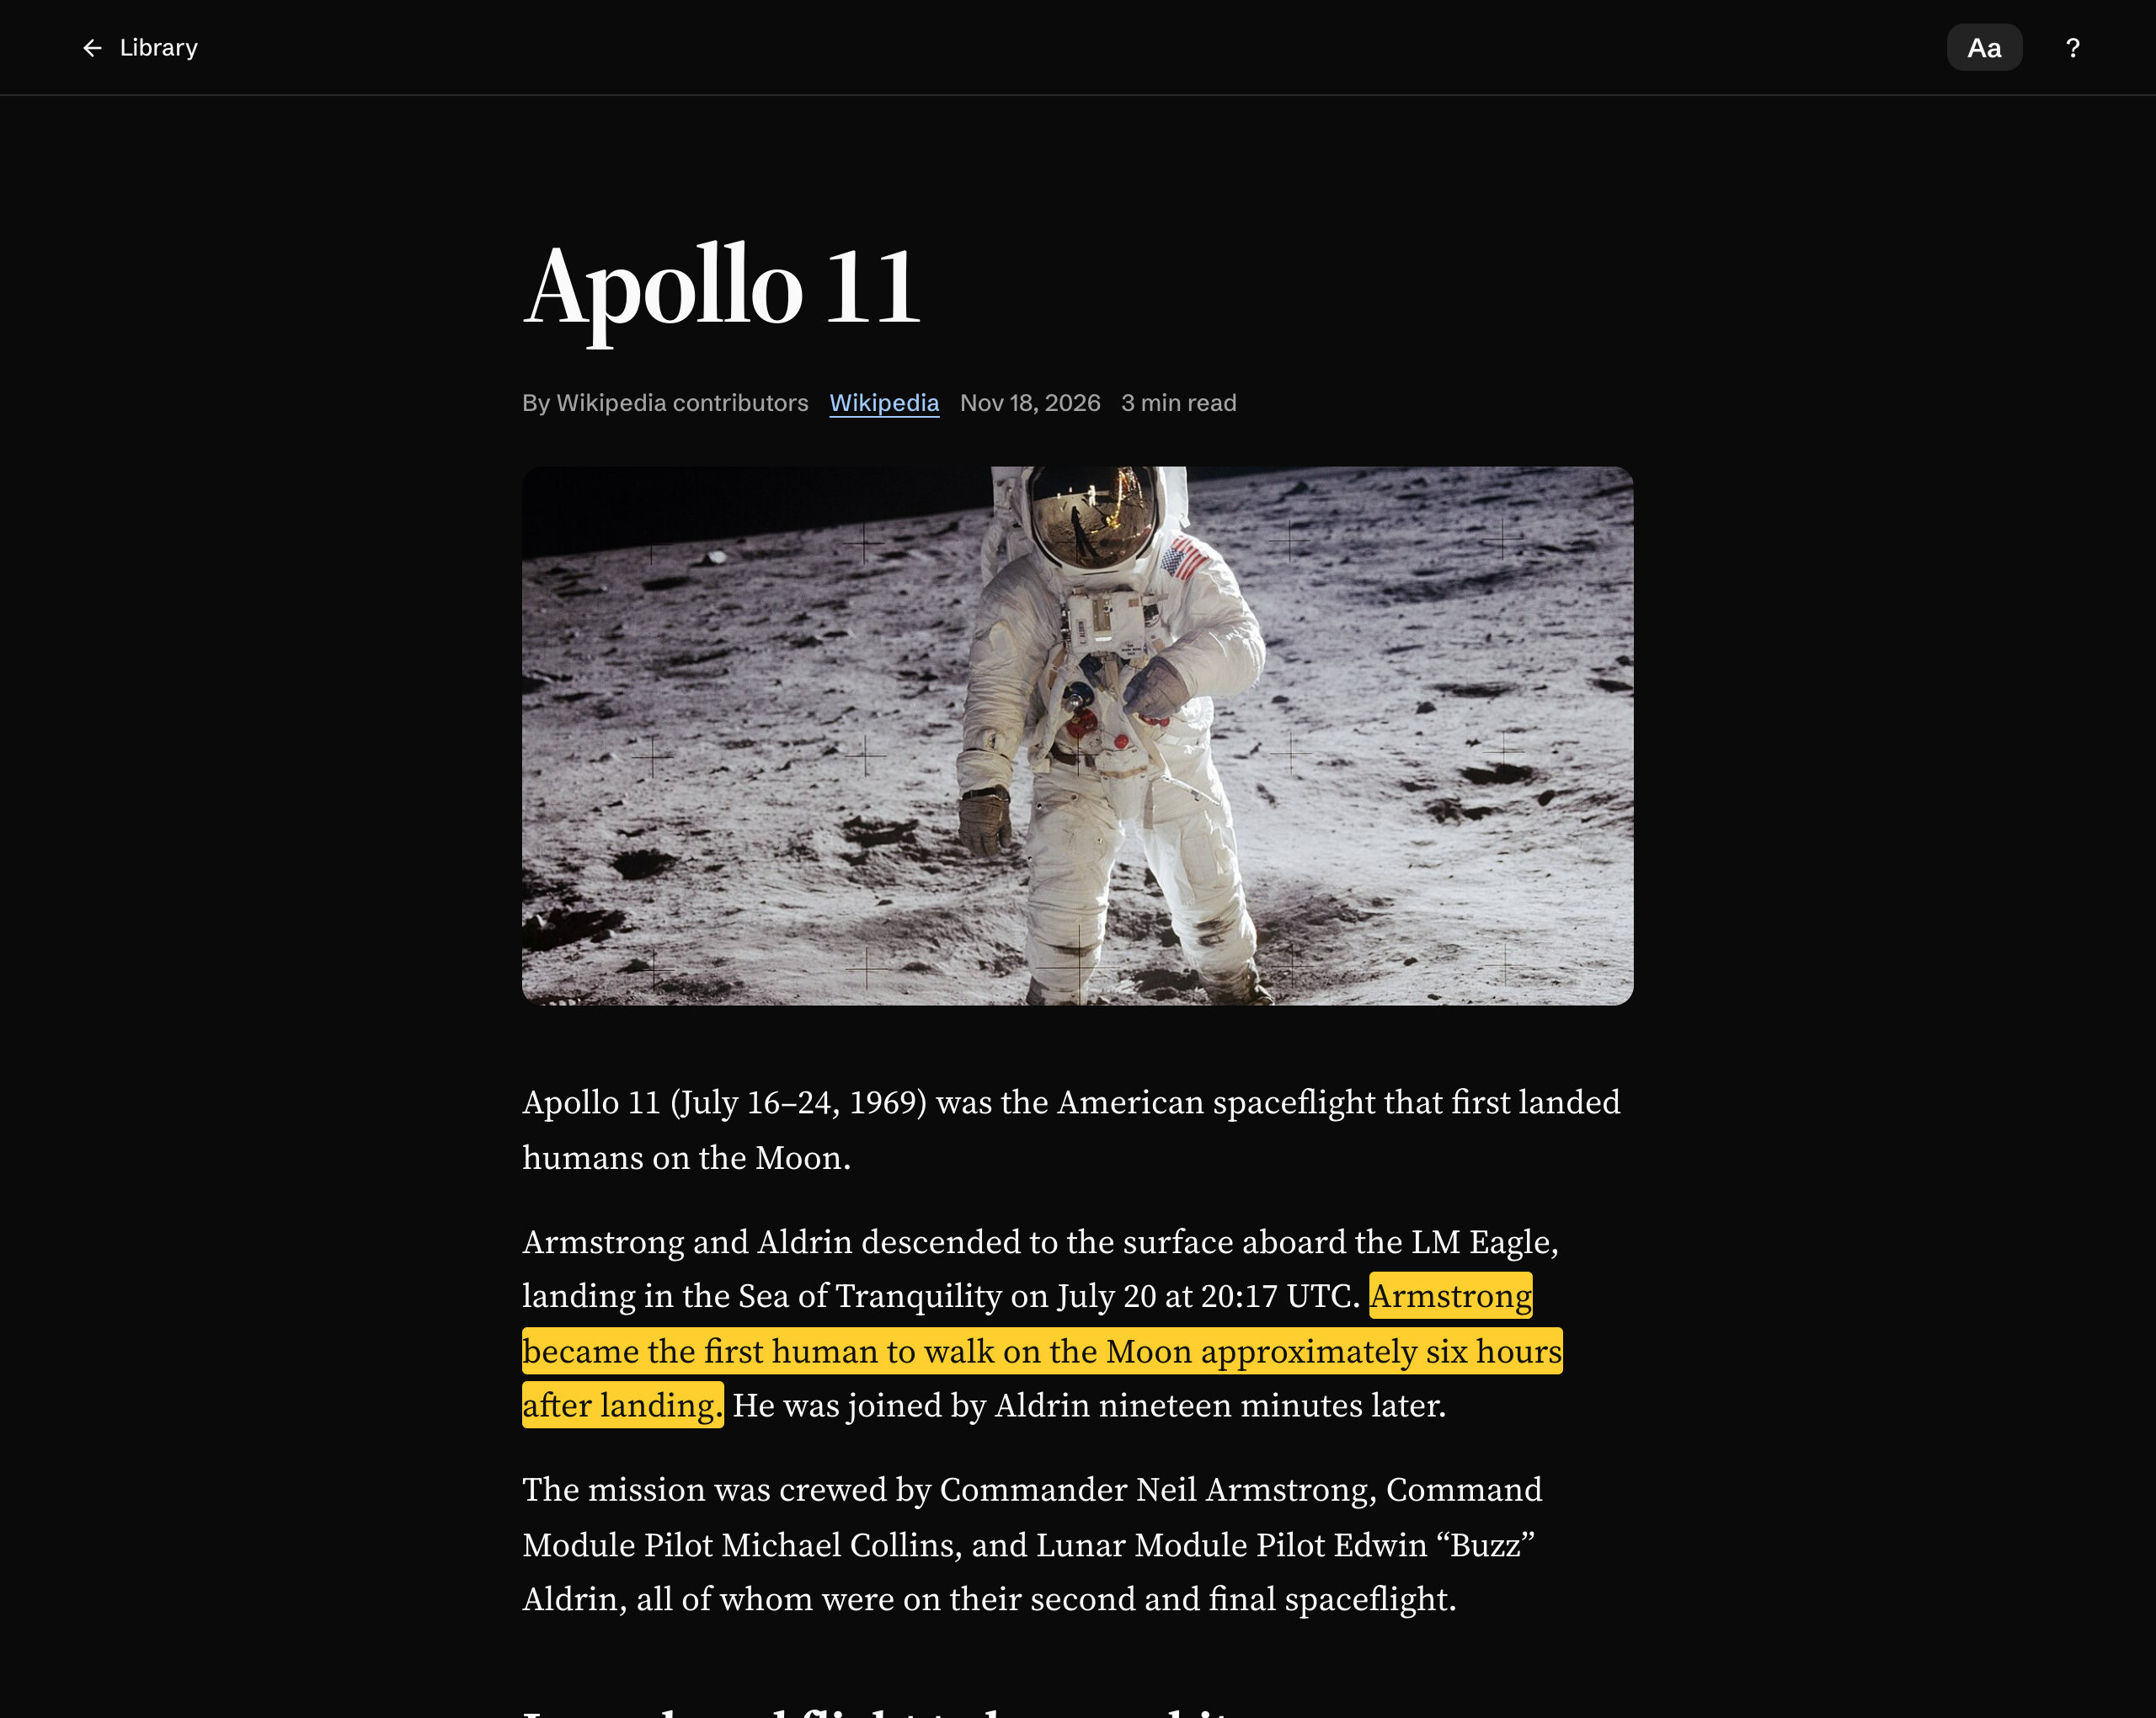 Library
Aa
?
Apollo 11
By Wikipedia contributors Wikipedia Nov 18, 2026 3 min read
Apollo 11 (July 16–24, 1969) was the American spaceflight that first landed
humans on the Moon.
Armstrong and Aldrin descended to the surface aboard the LM Eagle,
landing in the Sea of Tranquility on July 20 at 20:17 UTC. Armstrong
became the first human to walk on the Moon approximately six hours
after landing. He was joined by Aldrin nineteen minutes later.
The mission was crewed by Commander Neil Armstrong, Command
Module Pilot Michael Collins, and Lunar Module Pilot Edwin “Buzz”
Aldrin, all of whom were on their second and final spaceflight.